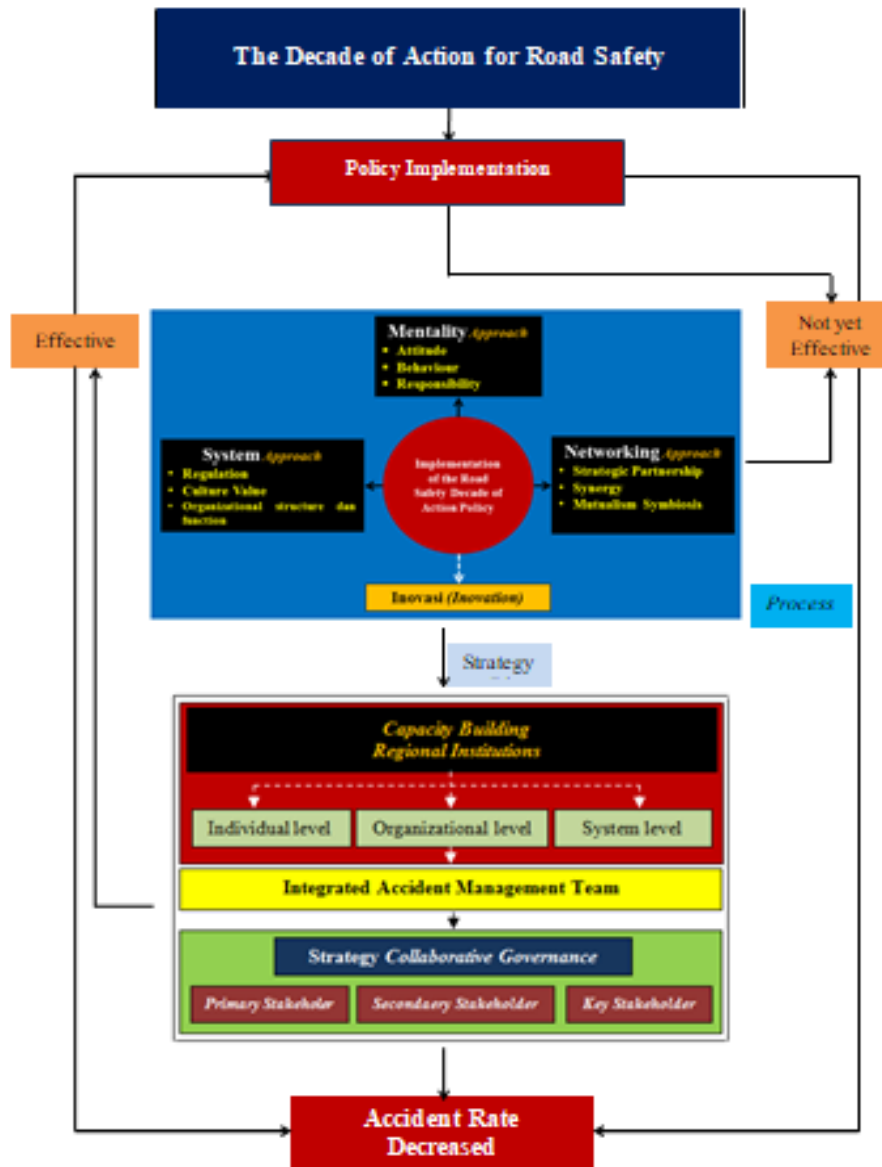 The Decade of Action for Road Safety
Policy Implementation
Effective
Not yet
Effective
Mentality Approach
• Attitude
• Behaviour
• Responsibility
System Approach
• Regulation
• Culture Value
• Organizational structure dan
function
Implementation
of the Road
Safety Decade of
Action Policy
Networking Approach
• Strategic Partnership
• Synergy
• Mutualism Symbiosis
Inovasi (Inovation)
Process
Strategy
Capacity Building
Regional Institutions
Individual level
Organizational level
System level
Integrated Accident Management Team
Strategy Collaborative Governance
Primary Stakeholer
Secondaery Stakeholder
Key Stakeholder
Accident Rate
Decreased